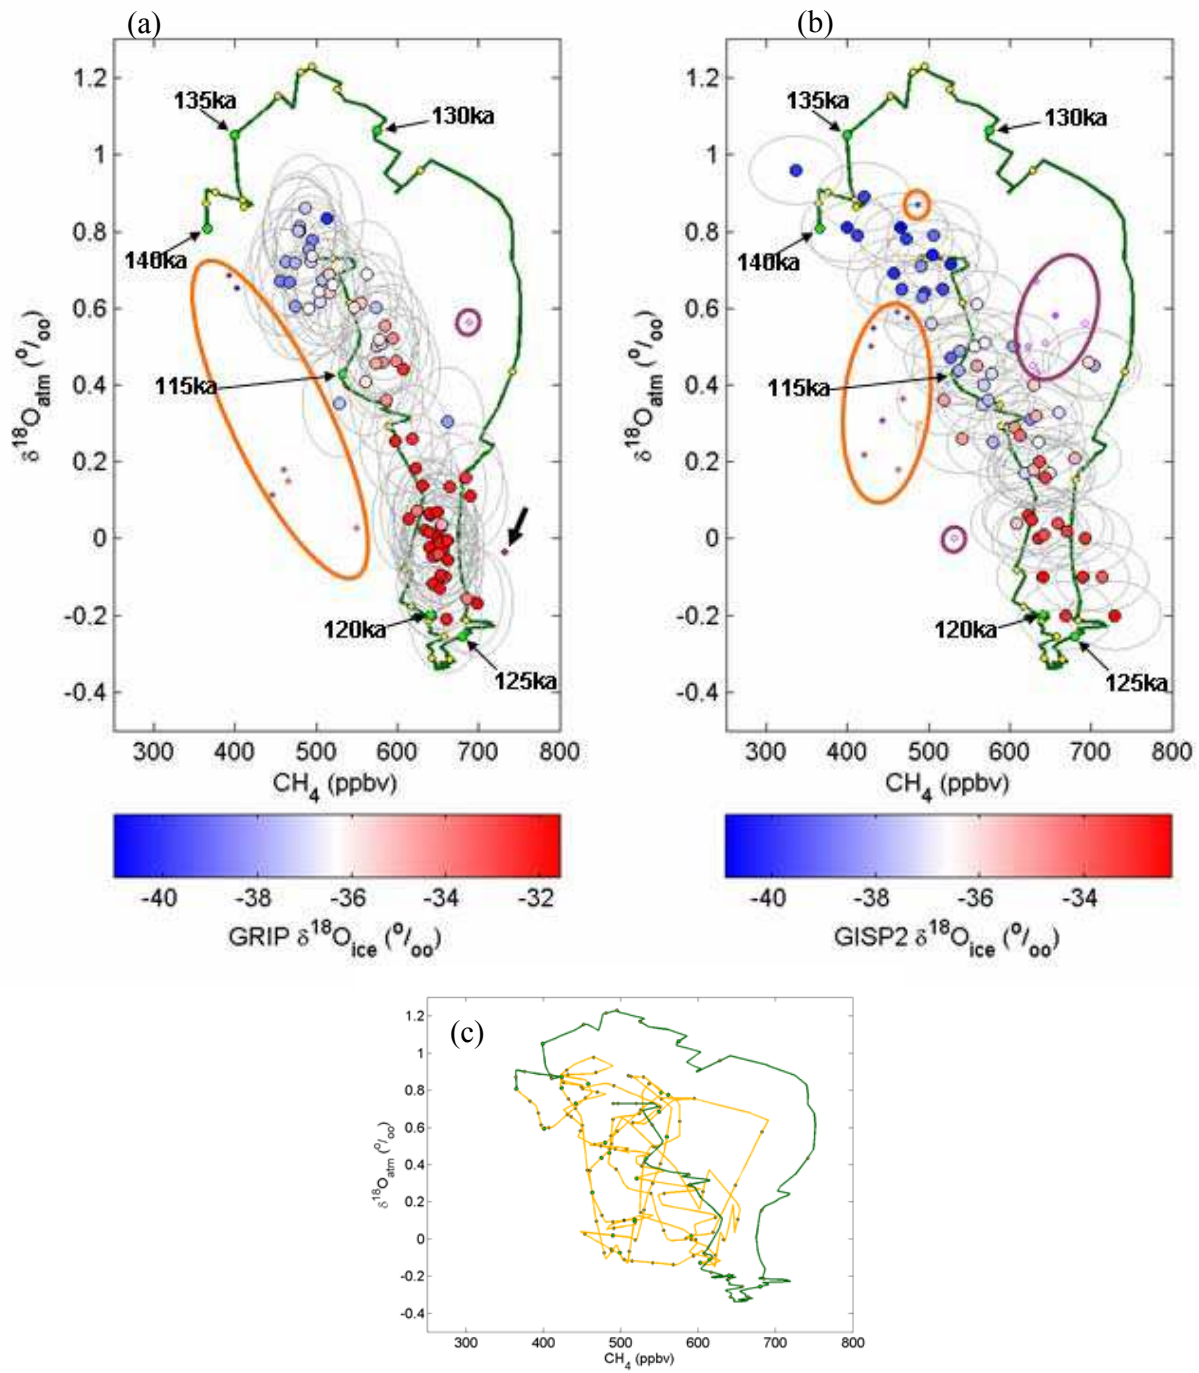 (a) (b)
1.2
1
0.8
0.6
0.4
0.2
0
-0.2
-0.4
δ18Oatm (o/oo)
135ka
130ka
140ka
115ka
120ka
125ka
300 400 500 600 700 800
CH4 (ppbv)
-40 -38 -36 -34 -32
GRIP δ18Oice (o/oo)
1.2
1
0.8
0.6
0.4
0.2
0
-0.2
-0.4
δ18Oatm (o/oo)
135ka
130ka
140ka
115ka
120ka
125ka
300 400 500 600 700 800
CH4 (ppbv)
-40 -38 -36 -34
GISP2 δ18Oice (o/oo)
(c)
1.2
1
0.8
0.6
0.4
0.2
0
-0.2
-0.4
δ18Oatm (o/oo)
300 400 500 600 700 800
CH4 (ppbv)